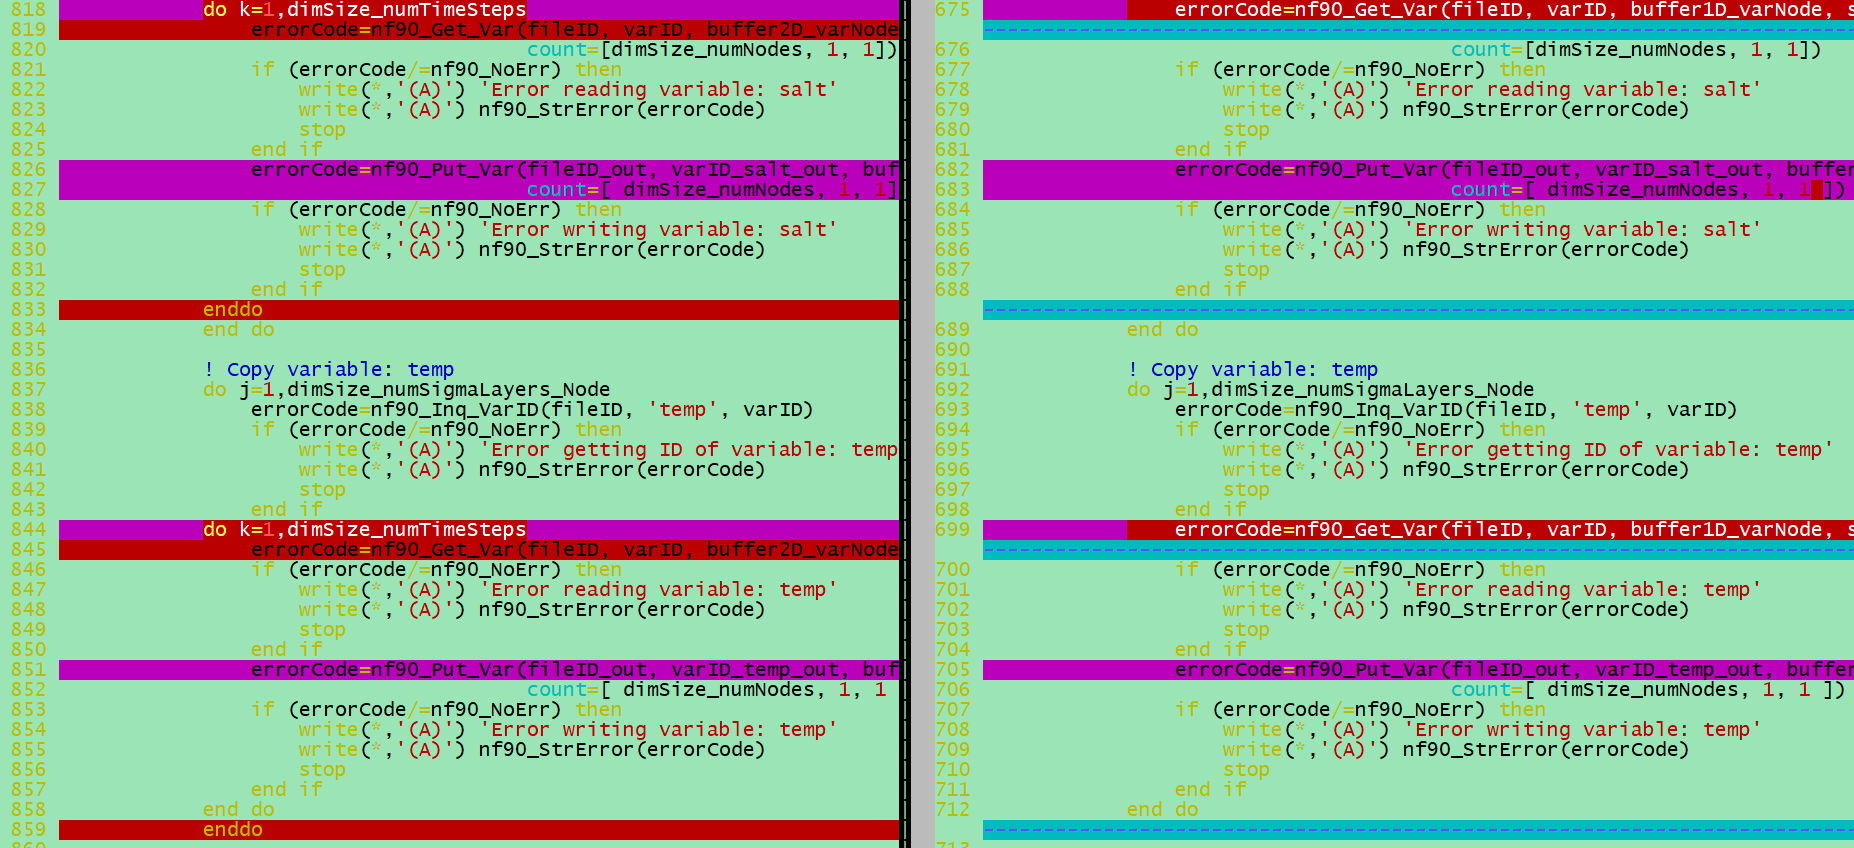 818 do k=1,dimSize_numTimeSteps
819 errorCode=nf90_Get_Var(fileID, varID, buffer2D_varNode
820 count=[dimSize_numNodes, 1, 1])
821 if (errorCode/=nf90_NoErr) then
822 write(*,'(A)') 'Error reading variable: salt'
823 write(*,'(A)') nf90_StrError(errorCode)
824 stop
825 end if
826 errorCode=nf90_Put_Var(fileID_out, varID_salt_out, buf
827 count=[ dimSize_numNodes, 1, 1]
828 if (errorCode/=nf90_NoErr) then
829 write(*,'(A)') 'Error writing variable: salt'
830 write(*,'(A)') nf90_StrError(errorCode)
831 stop
832 end if
833 enddo
834 end do
835
836 ! Copy variable: temp
837 do j=1,dimSize_numSigmaLayers_Node
838 errorCode=nf90_Inq_VarID(fileID, 'temp', varID)
839 if (errorCode/=nf90_NoErr) then
840 write(*,'(A)') 'Error getting ID of variable: temp
841 write(*,'(A)') nf90_StrError(errorCode)
842 stop
843 end if
844 do k=1,dimSize_numTimeSteps
845 errorCode=nf90_Get_Var(fileID, varID, buffer2D_varNode
846 if (errorCode/=nf90_NoErr) then
847 write(*,'(A)') 'Error reading variable: temp'
848 write(*,'(A)') nf90_StrError(errorCode)
849 stop
850 end if
851 errorCode=nf90_Put_Var(fileID_out, varID_temp_out, buf
852 count=[ dimSize_numNodes, 1, 1
853 if (errorCode/=nf90_NoErr) then
854 write(*,'(A)') 'Error writing variable: temp'
855 write(*,'(A)') nf90_StrError(errorCode)
856 stop
857 end if
858 end do
859 enddo
860
675 errorCode=nf90_Get_Var(fileID, varID, buffer1D_varNode, s
676 count=[dimSize_numNodes, 1, 1])
677 if (errorCode/=nf90_NoErr) then
678 write(*,'(A)') 'Error reading variable: salt'
679 write(*,'(A)') nf90_StrError(errorCode)
680 stop
681 end if
682 errorCode=nf90_Put_Var(fileID_out, varID_salt_out, buffer
683 count=[ dimSize_numNodes, 1, 1 ])
684 if (errorCode/=nf90_NoErr) then
685 write(*,'(A)') 'Error writing variable: salt'
686 write(*,'(A)') nf90_StrError(errorCode)
687 stop
688 end if
689 end do
690
691 ! Copy variable: temp
692 do j=1,dimSize_numSigmaLayers_Node
693 errorCode=nf90_Inq_VarID(fileID, 'temp', varID)
694 if (errorCode/=nf90_NoErr) then
695 write(*,'(A)') 'Error getting ID of variable: temp'
696 write(*,'(A)') nf90_StrError(errorCode)
697 stop
698 end if
699 errorCode=nf90_Get_Var(fileID, varID, buffer1D_varNode, s
700 if (errorCode/=nf90_NoErr) then
701 write(*,'(A)') 'Error reading variable: temp'
702 write(*,'(A)') nf90_StrError(errorCode)
703 stop
704 end if
705 errorCode=nf90_Put_Var(fileID_out, varID_temp_out, buffer
706 count=[ dimSize_numNodes, 1, 1 ])
707 if (errorCode/=nf90_NoErr) then
708 write(*,'(A)') 'Error writing variable: temp'
709 write(*,'(A)') nf90_StrError(errorCode)
710 stop
711 end if
712 end do
713